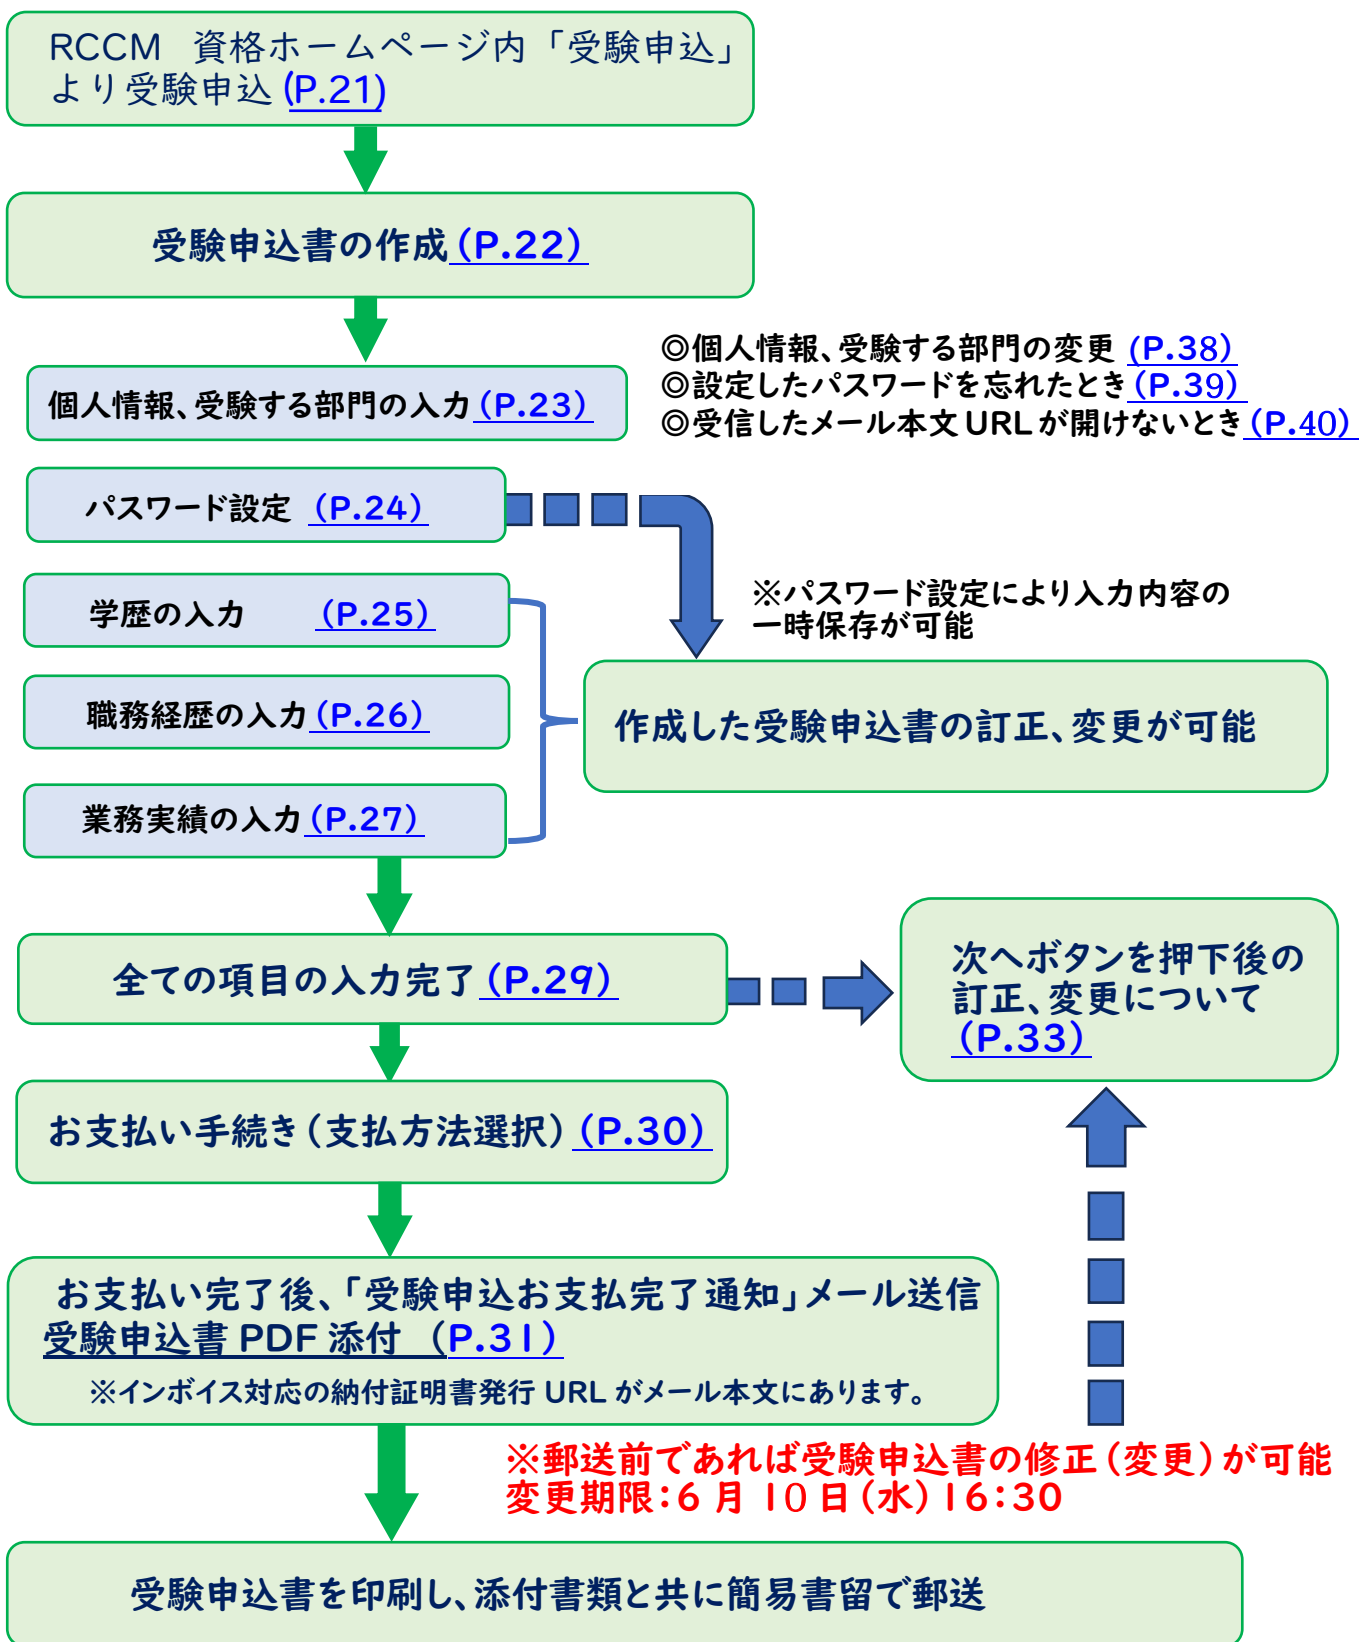 RCCM 資格ホームページ内「受験申込」
より受験申込(P.21)
受験申込書の作成(P.22)
個人情報、受験する部門の入力(P.23)
◎個人情報、受験する部門の変更 (P.38)
◎設定したパスワードを忘れたとき(P.39)
◎受信したメール本文URLが開けないとき(P.40)
パスワード設定 (P.24)
※パスワード設定により入力内容の
一時保存が可能
学歴の入力 (P.25)
職務経歴の入力(P.26)
業務実績の入力(P.27)
作成した受験申込書の訂正、変更が可能
全ての項目の入力完了(P.29)
次へボタンを押下後の
訂正、変更について
(P.33)
お支払い手続き(支払方法選択)(P.30)
お支払い完了後、「受験申込お支払完了通知」メール送信
受験申込書 PDF 添付 (P.31)
※インボイス対応の納付証明書発行 URL がメール本文にあります。
※郵送前であれば受験申込書の修正(変更)が可能
変更期限:6月10日(水)16:30
受験申込書を印刷し、添付書類と共に簡易書留で郵送